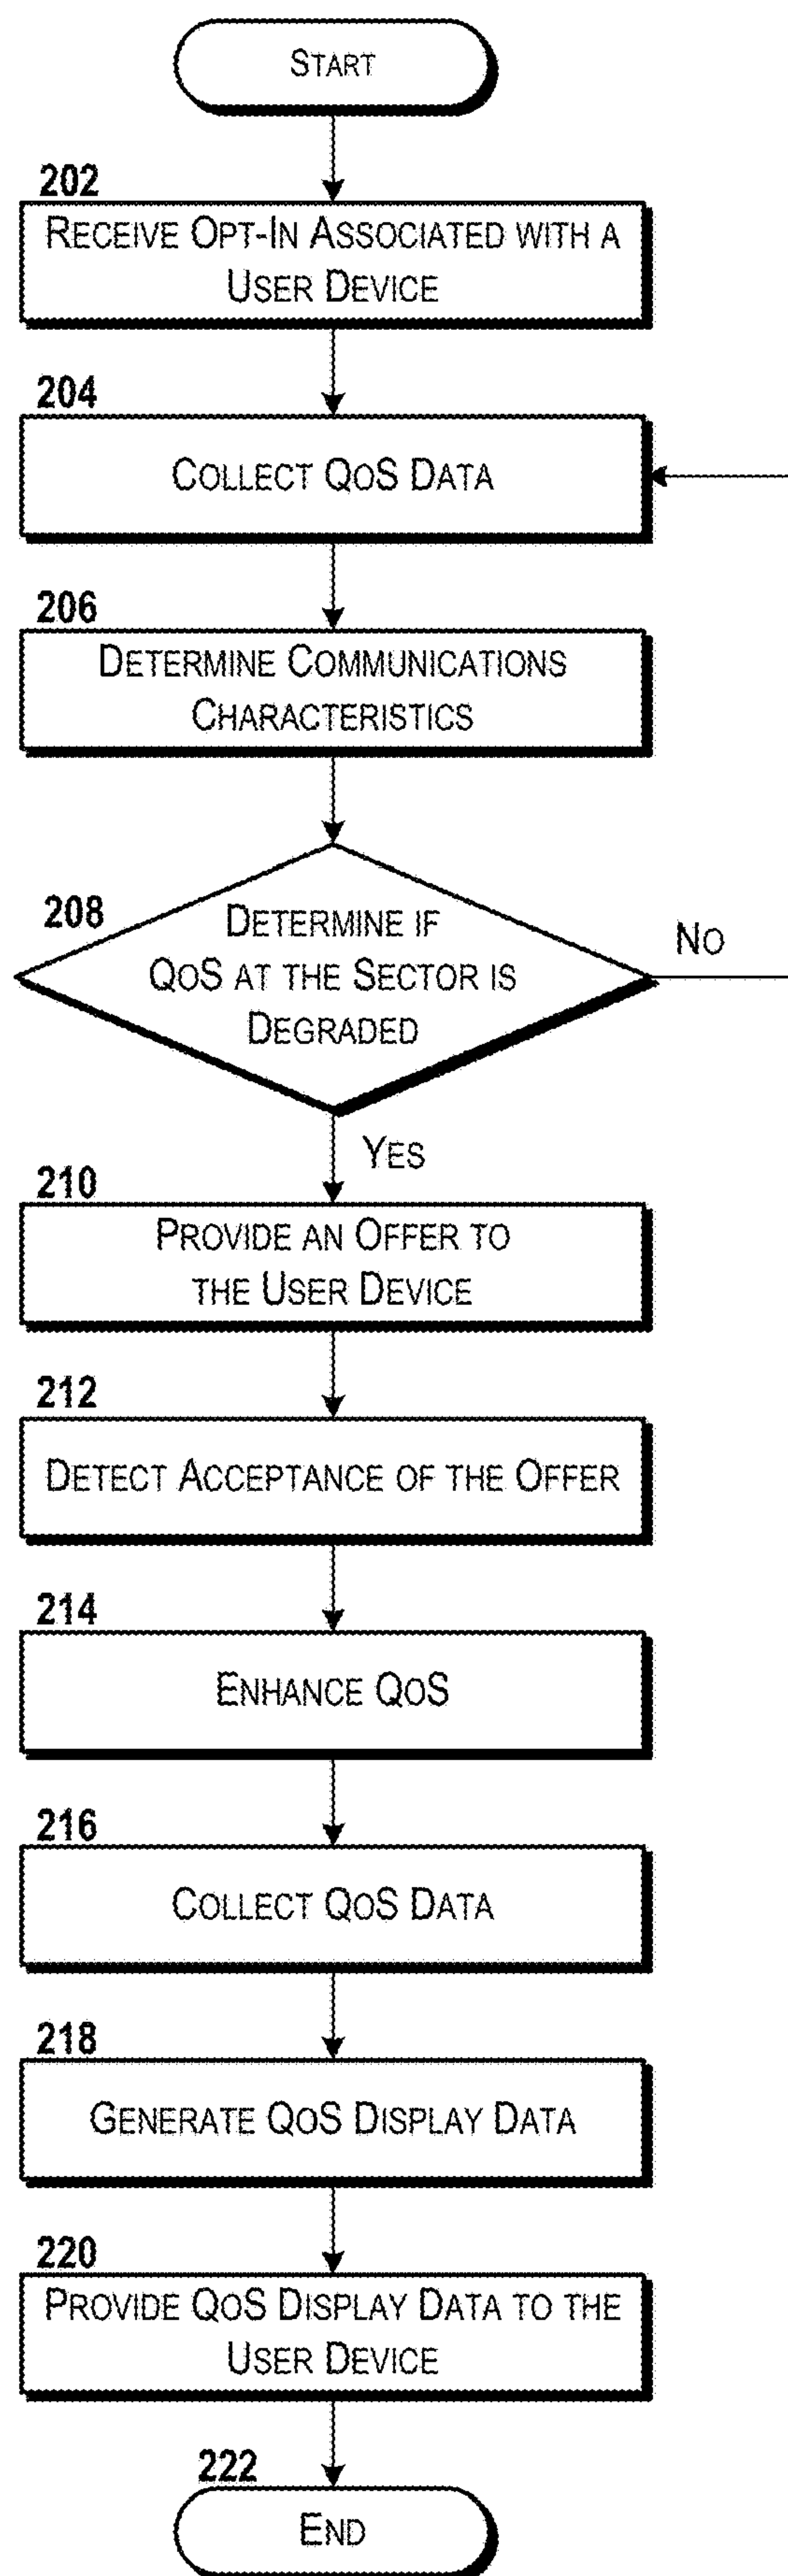 START
202
RECEIVE OPT-IN ASSOCIATED WITH A
USER DEVICE
204
COLLECT QOS DATA
206
DETERMINE COMMUNICATIONS
CHARACTERISTICS
208
DETERMINE IF
QOS AT THE SECTOR IS
DEGRADED
NO
YES
210
PROVIDE AN OFFER TO
THE USER DEVICE
212
DETECT ACCEPTANCE OF THE OFFER
214
ENHANCE QOS
216
COLLECT QOS DATA
218
GENERATE QOS DISPLAY DATA
220
PROVIDE QOS DISPLAY DATA TO THE
USER DEVICE
222
END